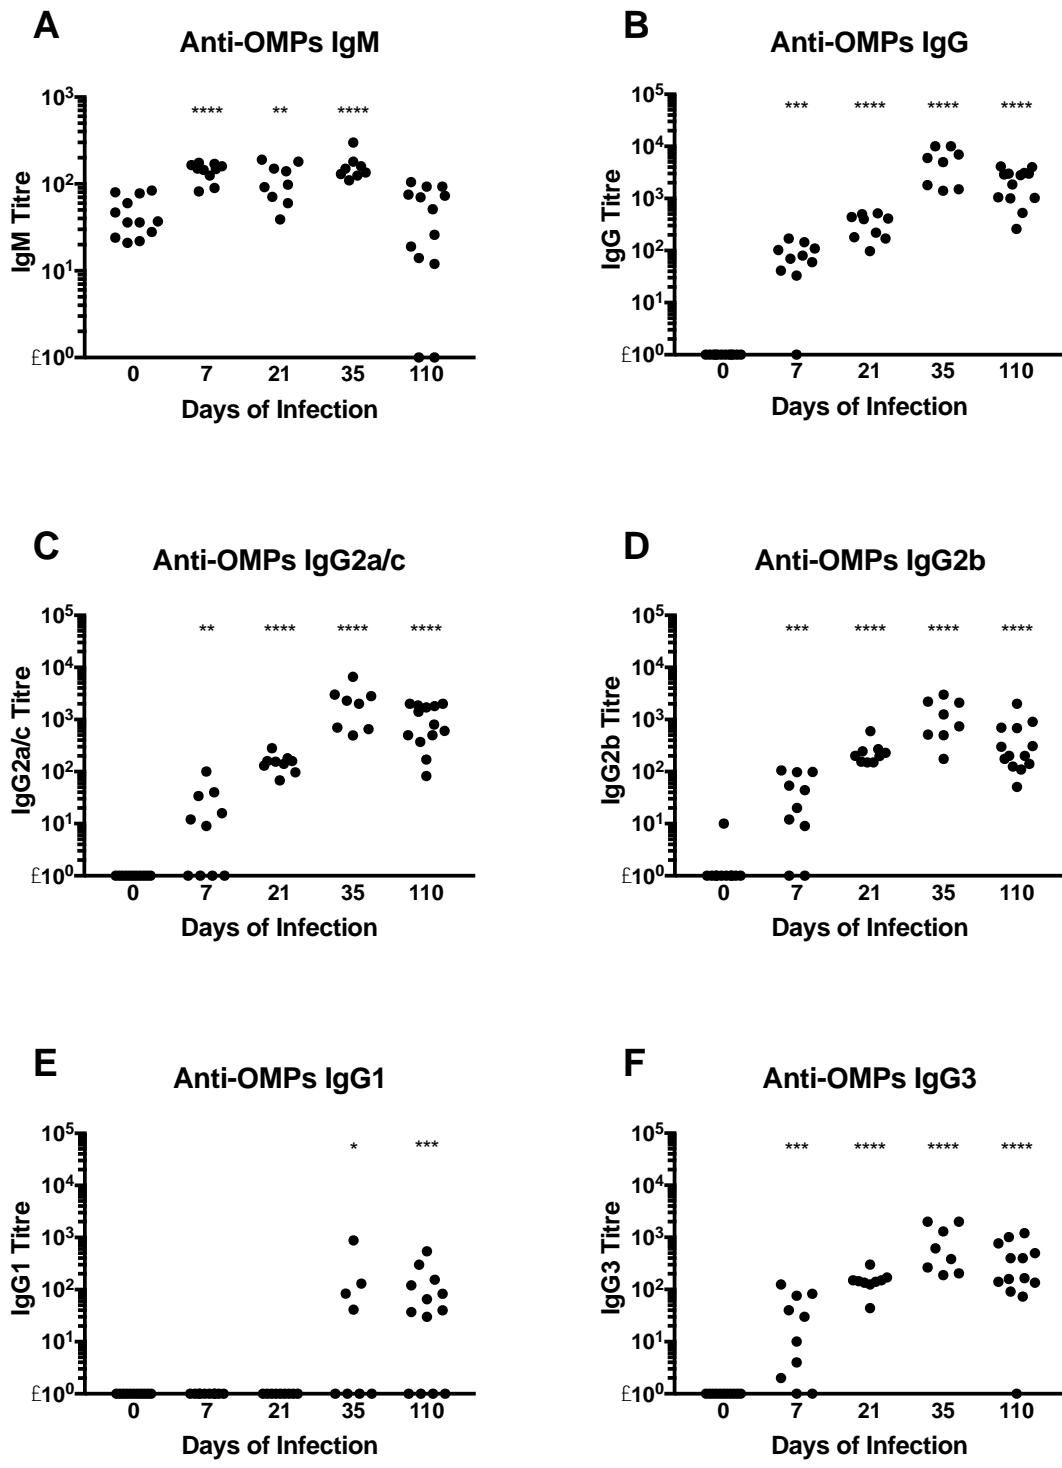 A
Anti-OMPs IgM
10³
10²
10¹
£10⁰
IgM Titre
**** ** ****
0 7 21 35 110
Days of Infection
B
Anti-OMPs IgG
10⁵
10⁴
10³
10²
10¹
£10⁰
IgG Titre
*** **** **** ****
0 7 21 35 110
Days of Infection
C
Anti-OMPs IgG2a/c
10⁵
10⁴
10³
10²
10¹
£10⁰
IgG2a/c Titre
** **** **** ****
0 7 21 35 110
Days of Infection
D
Anti-OMPs IgG2b
10⁵
10⁴
10³
10²
10¹
£10⁰
IgG2b Titre
*** **** **** ****
0 7 21 35 110
Days of Infection
E
Anti-OMPs IgG1
10⁵
10⁴
10³
10²
10¹
£10⁰
IgG1 Titre
* ***
0 7 21 35 110
Days of Infection
F
Anti-OMPs IgG3
10⁵
10⁴
10³
10²
10¹
£10⁰
IgG3 Titre
*** **** **** ****
0 7 21 35 110
Days of Infection